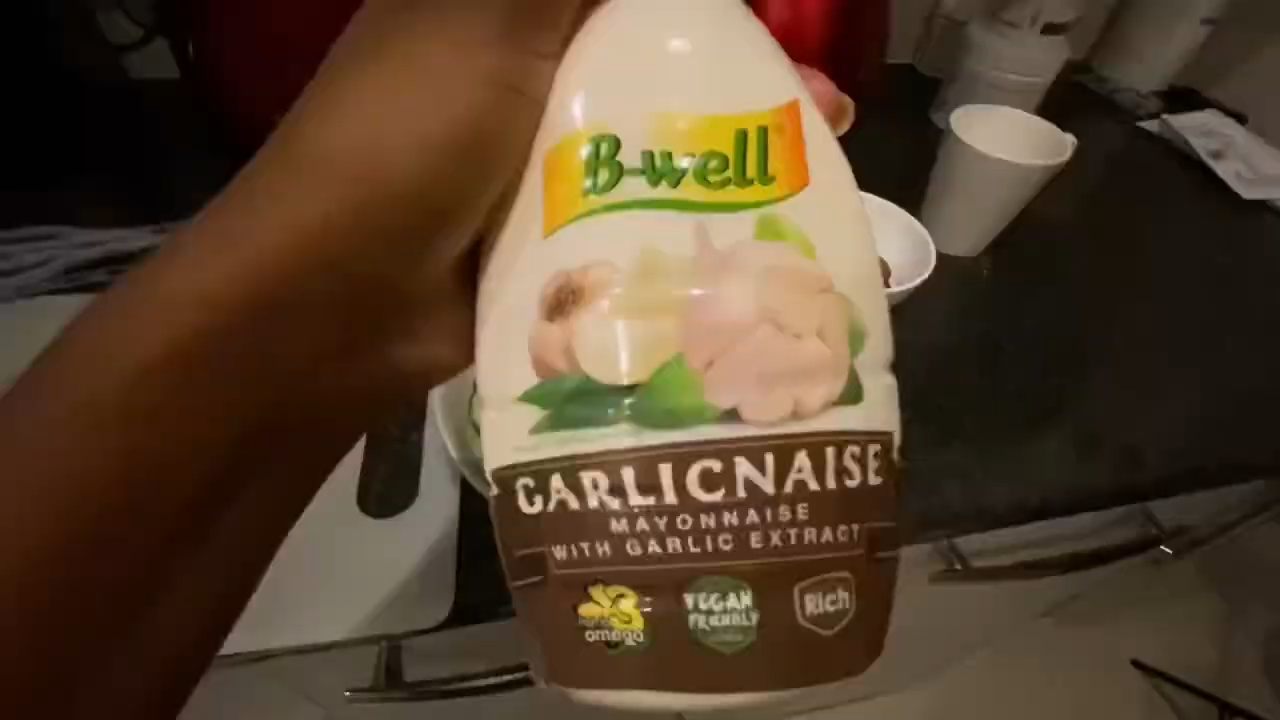 B-well
GARLICNAISE
MAYONNAISE
WITH GARLIC EXTRACT
omega
VEGAN
FRIENDLY
Rich